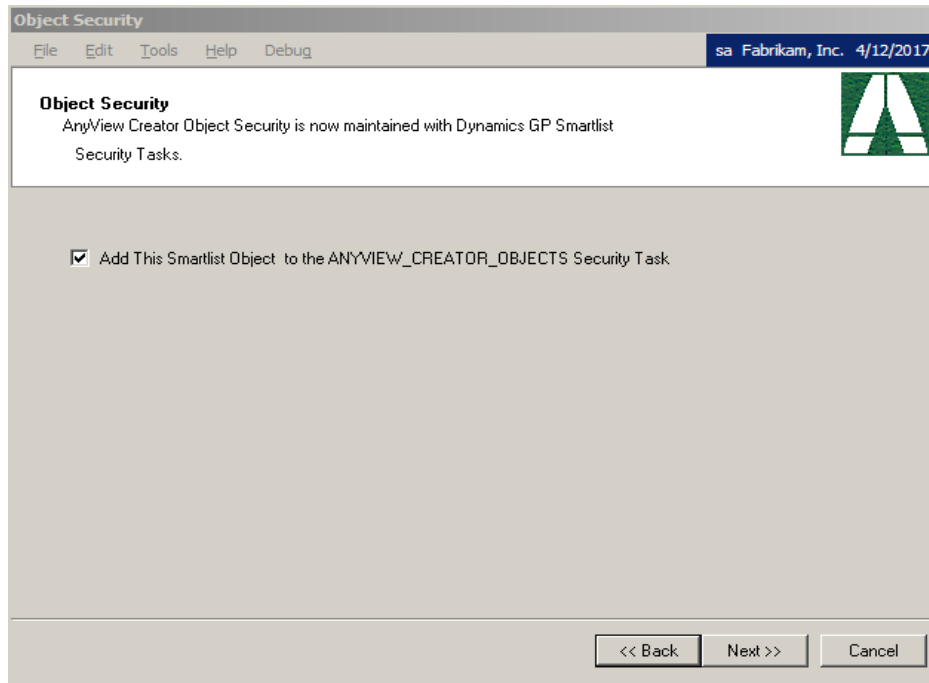 Object Security
File Edit Tools Help Debug sa Fabrikam, Inc. 4/12/2017
Object Security
AnyView Creator Object Security is now maintained with Dynamics GP Smartlist
Security Tasks.
Add This Smartlist Object to the ANYVIEW_CREATOR_OBJECTS Security Task
<< Back Next >> Cancel